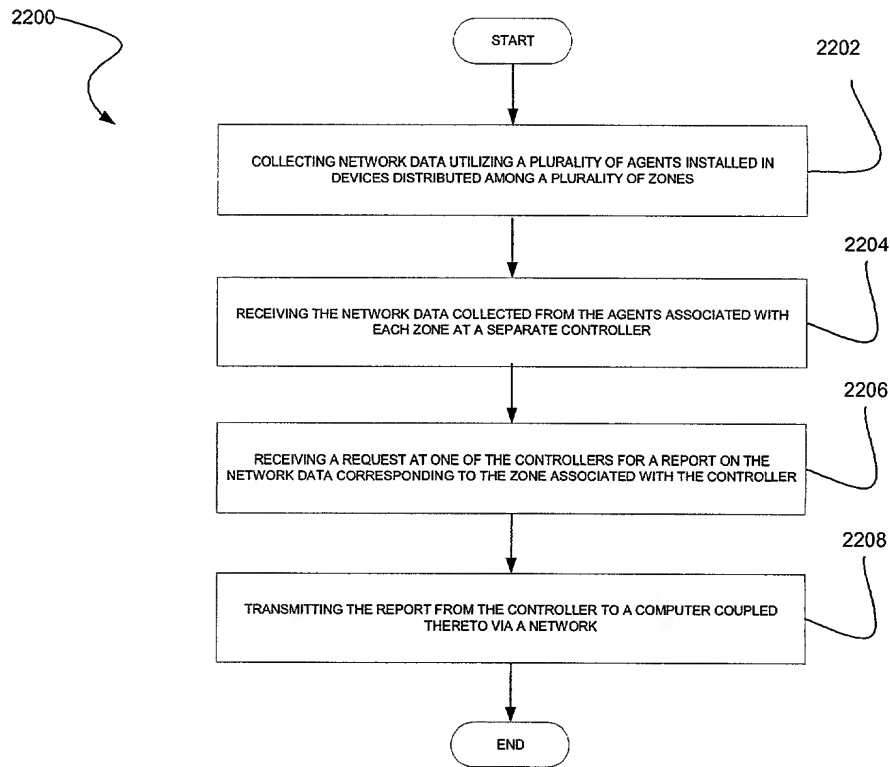 2200
START
2202
COLLECTING NETWORK DATA UTILIZING A PLURALITY OF AGENTS INSTALLED IN
DEVICES DISTRIBUTED AMONG A PLURALITY OF ZONES
2204
RECEIVING THE NETWORK DATA COLLECTED FROM THE AGENTS ASSOCIATED WITH
EACH ZONE AT A SEPARATE CONTROLLER
2206
RECEIVING A REQUEST AT ONE OF THE CONTROLLERS FOR A REPORT ON THE
NETWORK DATA CORRESPONDING TO THE ZONE ASSOCIATED WITH THE CONTROLLER
2208
TRANSMITTING THE REPORT FROM THE CONTROLLER TO A COMPUTER COUPLED
THERETO VIA A NETWORK
END